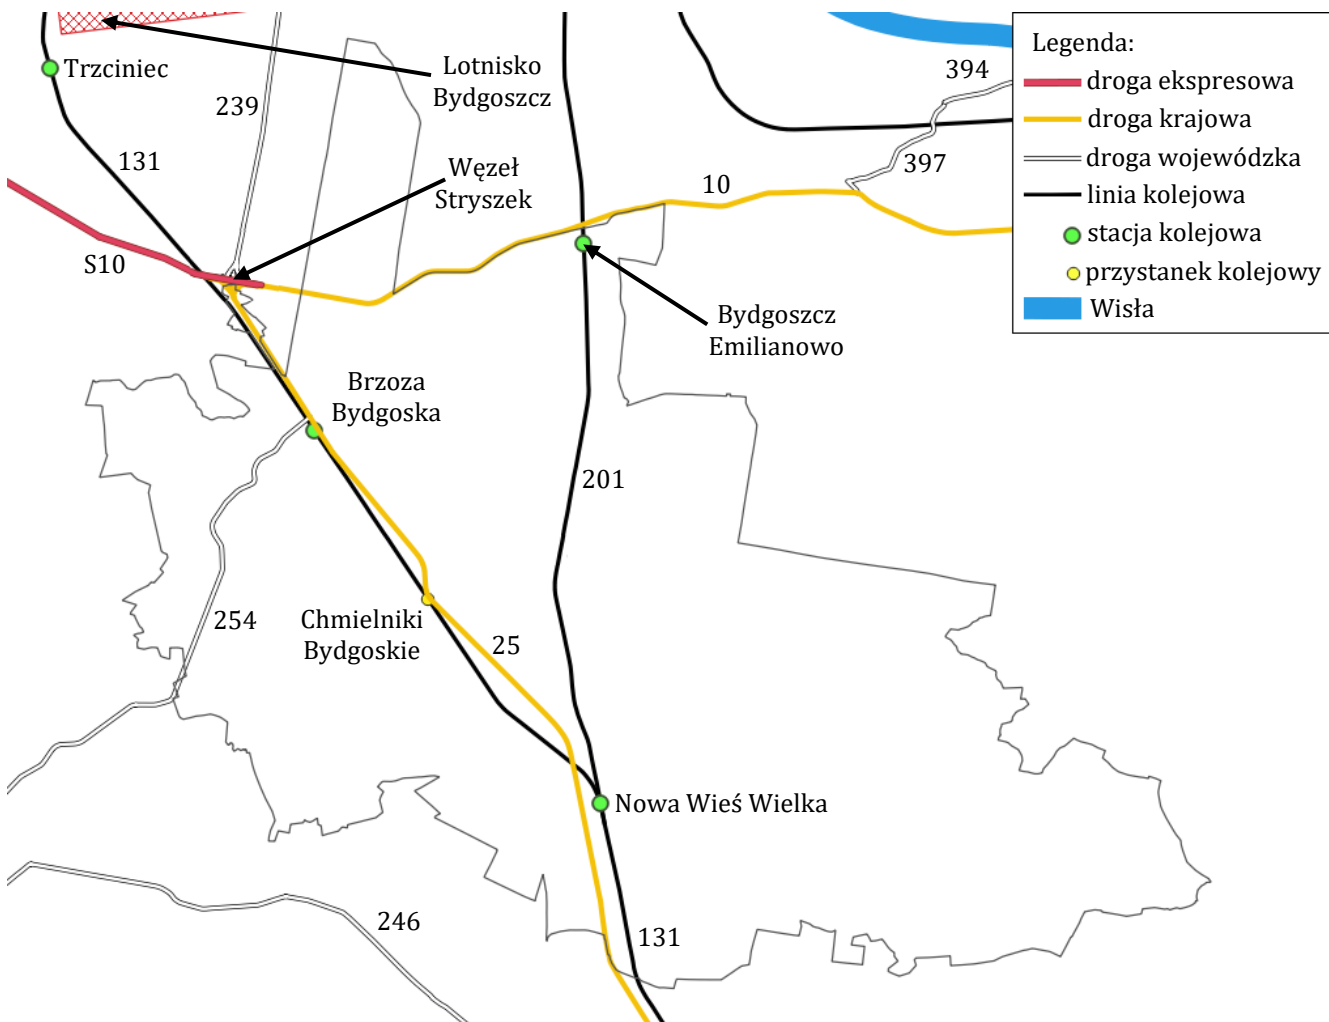 Legenda:
droga ekspresowa
droga krajowa
droga wojewódzka
linia kolejowa
stacja kolejowa
przystanek kolejowy
Wisła
Trzciniec
Lotnisko
Bydgoszcz
239
394
131
Węzeł
Stryszek
397
10
S10
Bydgoszcz
Emilianowo
Brzoza
Bydgoska
201
254
Chmielniki
Bydgoskie
25
Nowa Wieś Wielka
246
131